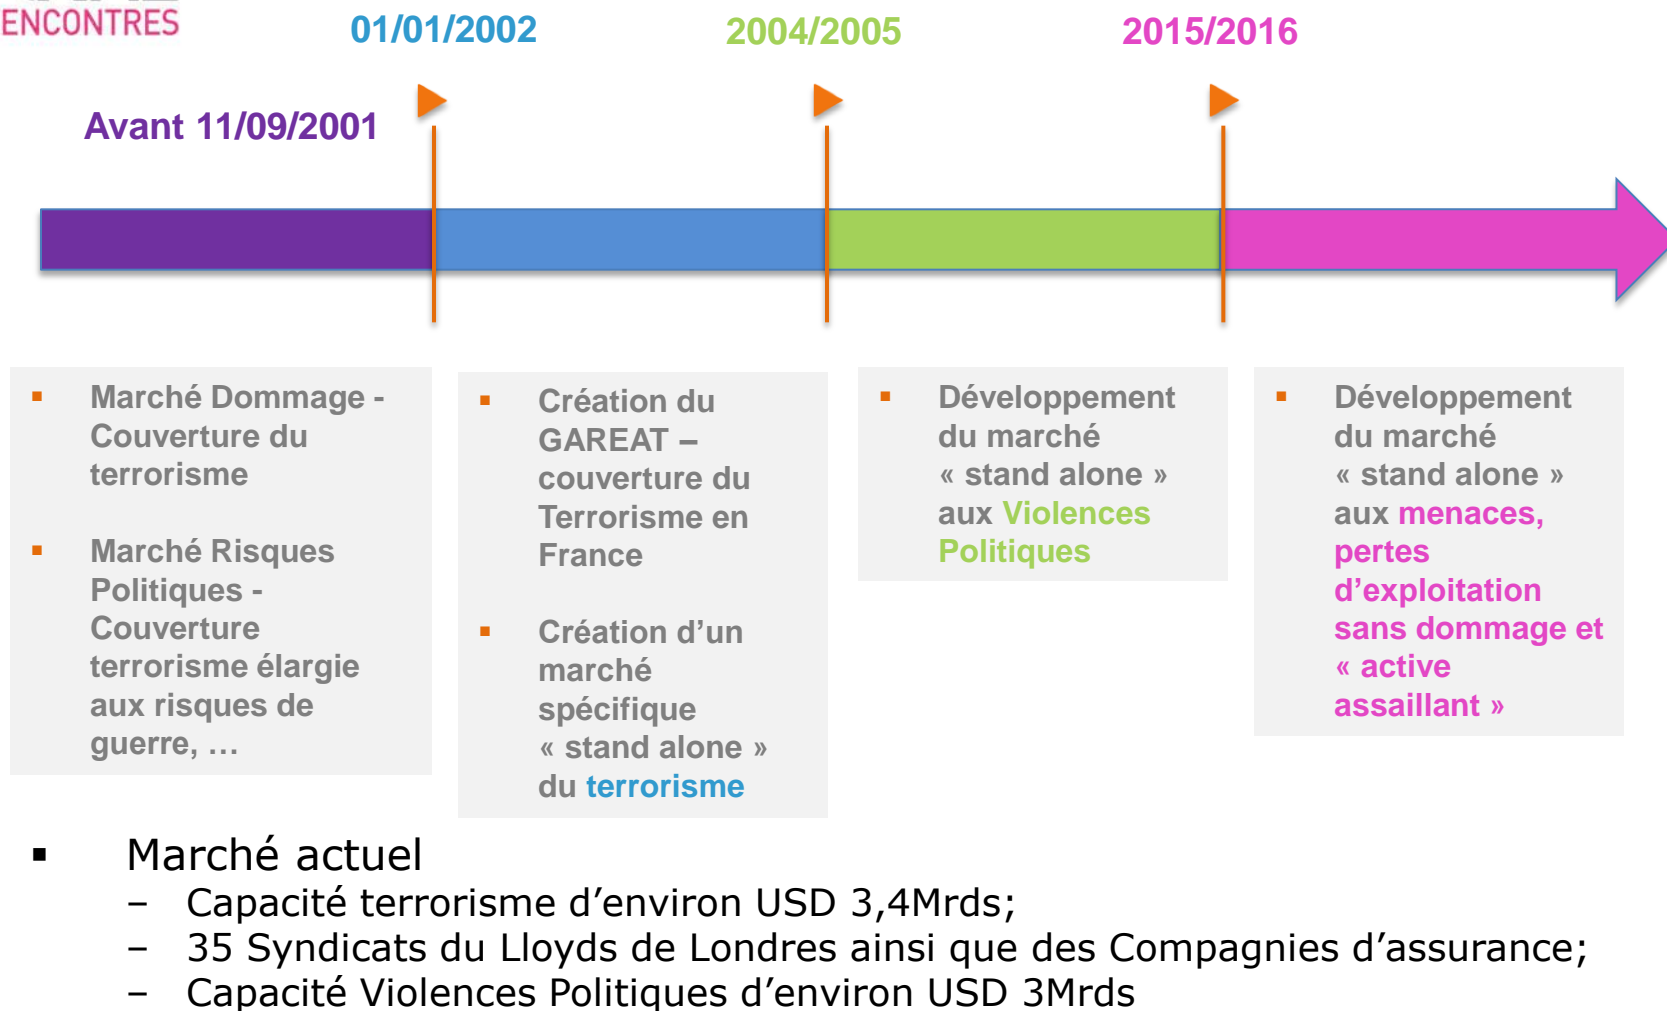 ENCONTRES
01/01/2002
2004/2005
2015/2016
Avant 11/09/2001
▪ Marché Dommage -
Couverture du
terrorisme
▪ Marché Risques
Politiques -
Couverture
terrorisme élargie
aux risques de
guerre, …
▪ Création du
GAREAT –
couverture du
Terrorisme en
France
▪ Création d’un
marché
spécifique
« stand alone »
du terrorisme
▪ Développement
du marché
« stand alone »
aux Violences
Politiques
▪ Développement
du marché
« stand alone »
aux menaces,
pertes
d’exploitation
sans dommage et
« active
assaillant »
▪ Marché actuel
– Capacité terrorisme d’environ USD 3,4Mrds;
– 35 Syndicats du Lloyds de Londres ainsi que des Compagnies d’assurance;
– Capacité Violences Politiques d’environ USD 3Mrds